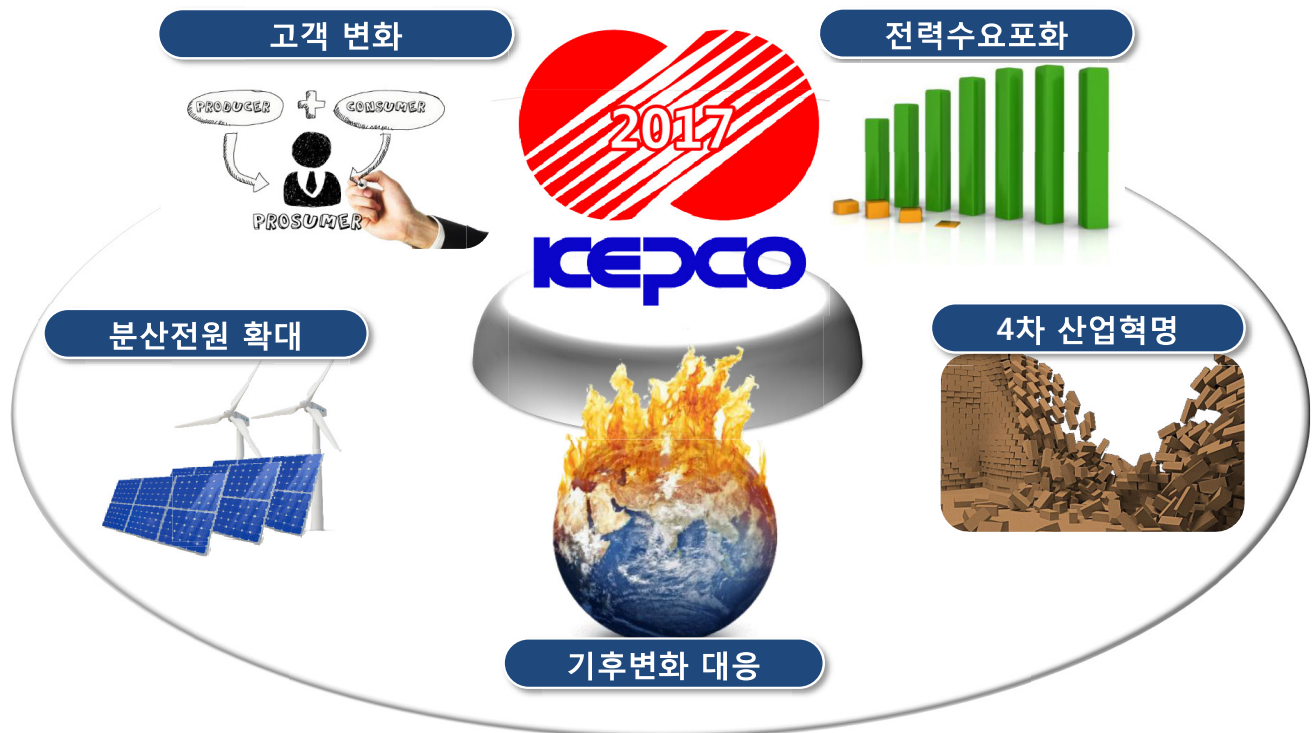 고객 변화
PRODUCER + CONSUMER
PROSUMER
2017
KEPCO
전력수요포화
분산전원 확대
4차 산업혁명
기후변화 대응